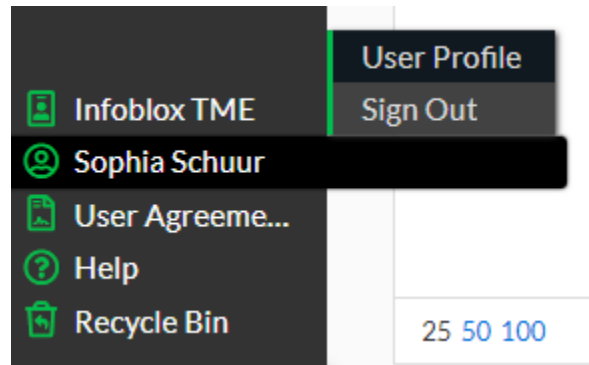 User Profile
Sign Out
Infoblox TME
Sophia Schuur
User Agreeme...
Help
Recycle Bin
25 50 100